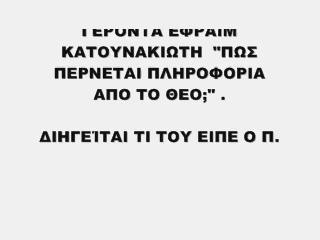 ΓΕΡΟΝΤΑ ΕΦΡΑΙΜ
ΚΑΤΟΥΝΑΚΙΩΤΗ "ΠΩΣ
ΠΕΡΝΕΤΑΙ ΠΛΗΡΟΦΟΡΙΑ
ΑΠΟ ΤΟ ΘΕΟ;" .
ΔΙΗΓΕΊΤΑΙ ΤΙ ΤΟΥ ΕΙΠΕ Ο Π.